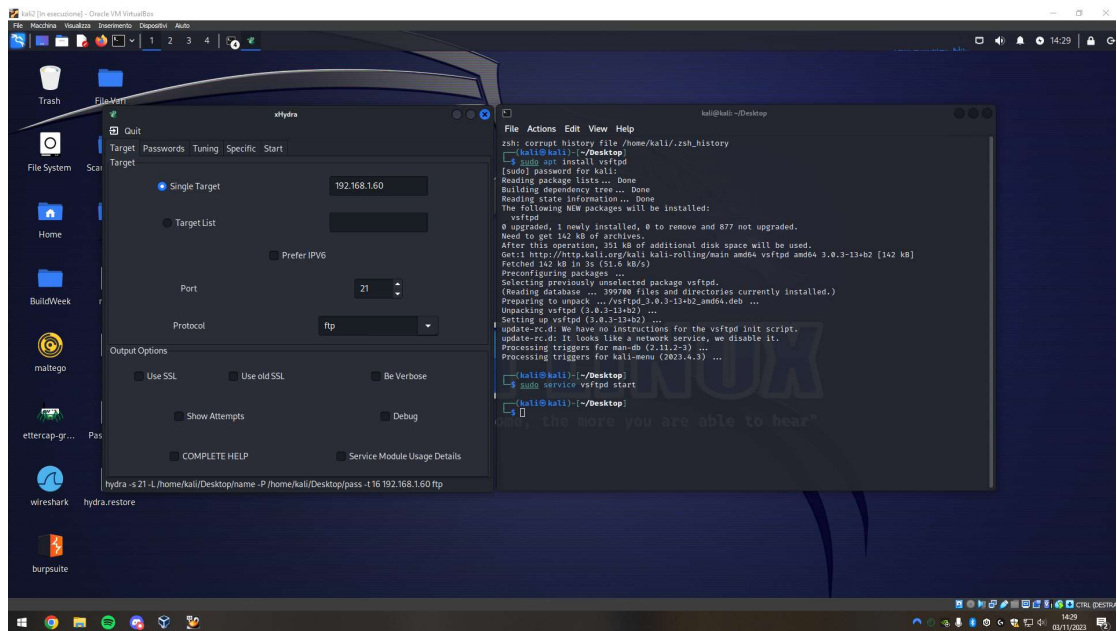 kali2 [in esecuzione] - Oracle VM VirtualBox
File Macchina Visualizza Inserimento Dispositivi Aiuto
1 2 3 4
14:29
Trash
File Vari
File System
Home
BuildWeek
maltego
ettercap-gr...
wireshark
hydra.restore
burpsuite
xHydra
Quit
Target Passwords Tuning Specific Start
Target
Single Target
192.168.1.60
Target List
Prefer IPV6
Port
21
Protocol
ftp
Output Options
Use SSL
Use old SSL
Be Verbose
Show Attempts
Debug
COMPLETE HELP
Service Module Usage Details
hydra -s 21 -L /home/kali/Desktop/name -P /home/kali/Desktop/pass -t 16 192.168.1.60 ftp
kali@kali: ~/Desktop
File Actions Edit View Help
zsh: corrupt history file /home/kali/.zsh_history
(kali㉿kali)-[~/Desktop]
$ sudo apt install vsftpd
[sudo] password for kali:
Reading package lists... Done
Building dependency tree... Done
Reading state information... Done
The following NEW packages will be installed:
vsftpd
0 upgraded, 1 newly installed, 0 to remove and 877 not upgraded.
Need to get 142 kB of archives.
After this operation, 351 kB of additional disk space will be used.
Get:1 http://http.kali.org/kali kali-rolling/main amd64 vsftpd amd64 3.0.3-13+b2 [142 kB]
Fetched 142 kB in 3s (51.6 kB/s)
Preconfiguring packages ...
Selecting previously unselected package vsftpd.
(Reading database ... 399700 files and directories currently installed.)
Preparing to unpack .../vsftpd_3.0.3-13+b2_amd64.deb ...
Unpacking vsftpd (3.0.3-13+b2) ...
Setting up vsftpd (3.0.3-13+b2) ...
update-rc.d: We have no instructions for the vsftpd init script.
update-rc.d: It looks like a network service, we disable it.
Processing triggers for man-db (2.11.2-3) ...
Processing triggers for kali-menu (2023.4.3) ...
(kali㉿kali)-[~/Desktop]
$ sudo service vsftpd start
(kali㉿kali)-[~/Desktop]
$
the more you are able to hear"
CTRL (DESTRA
14:29
03/11/2023